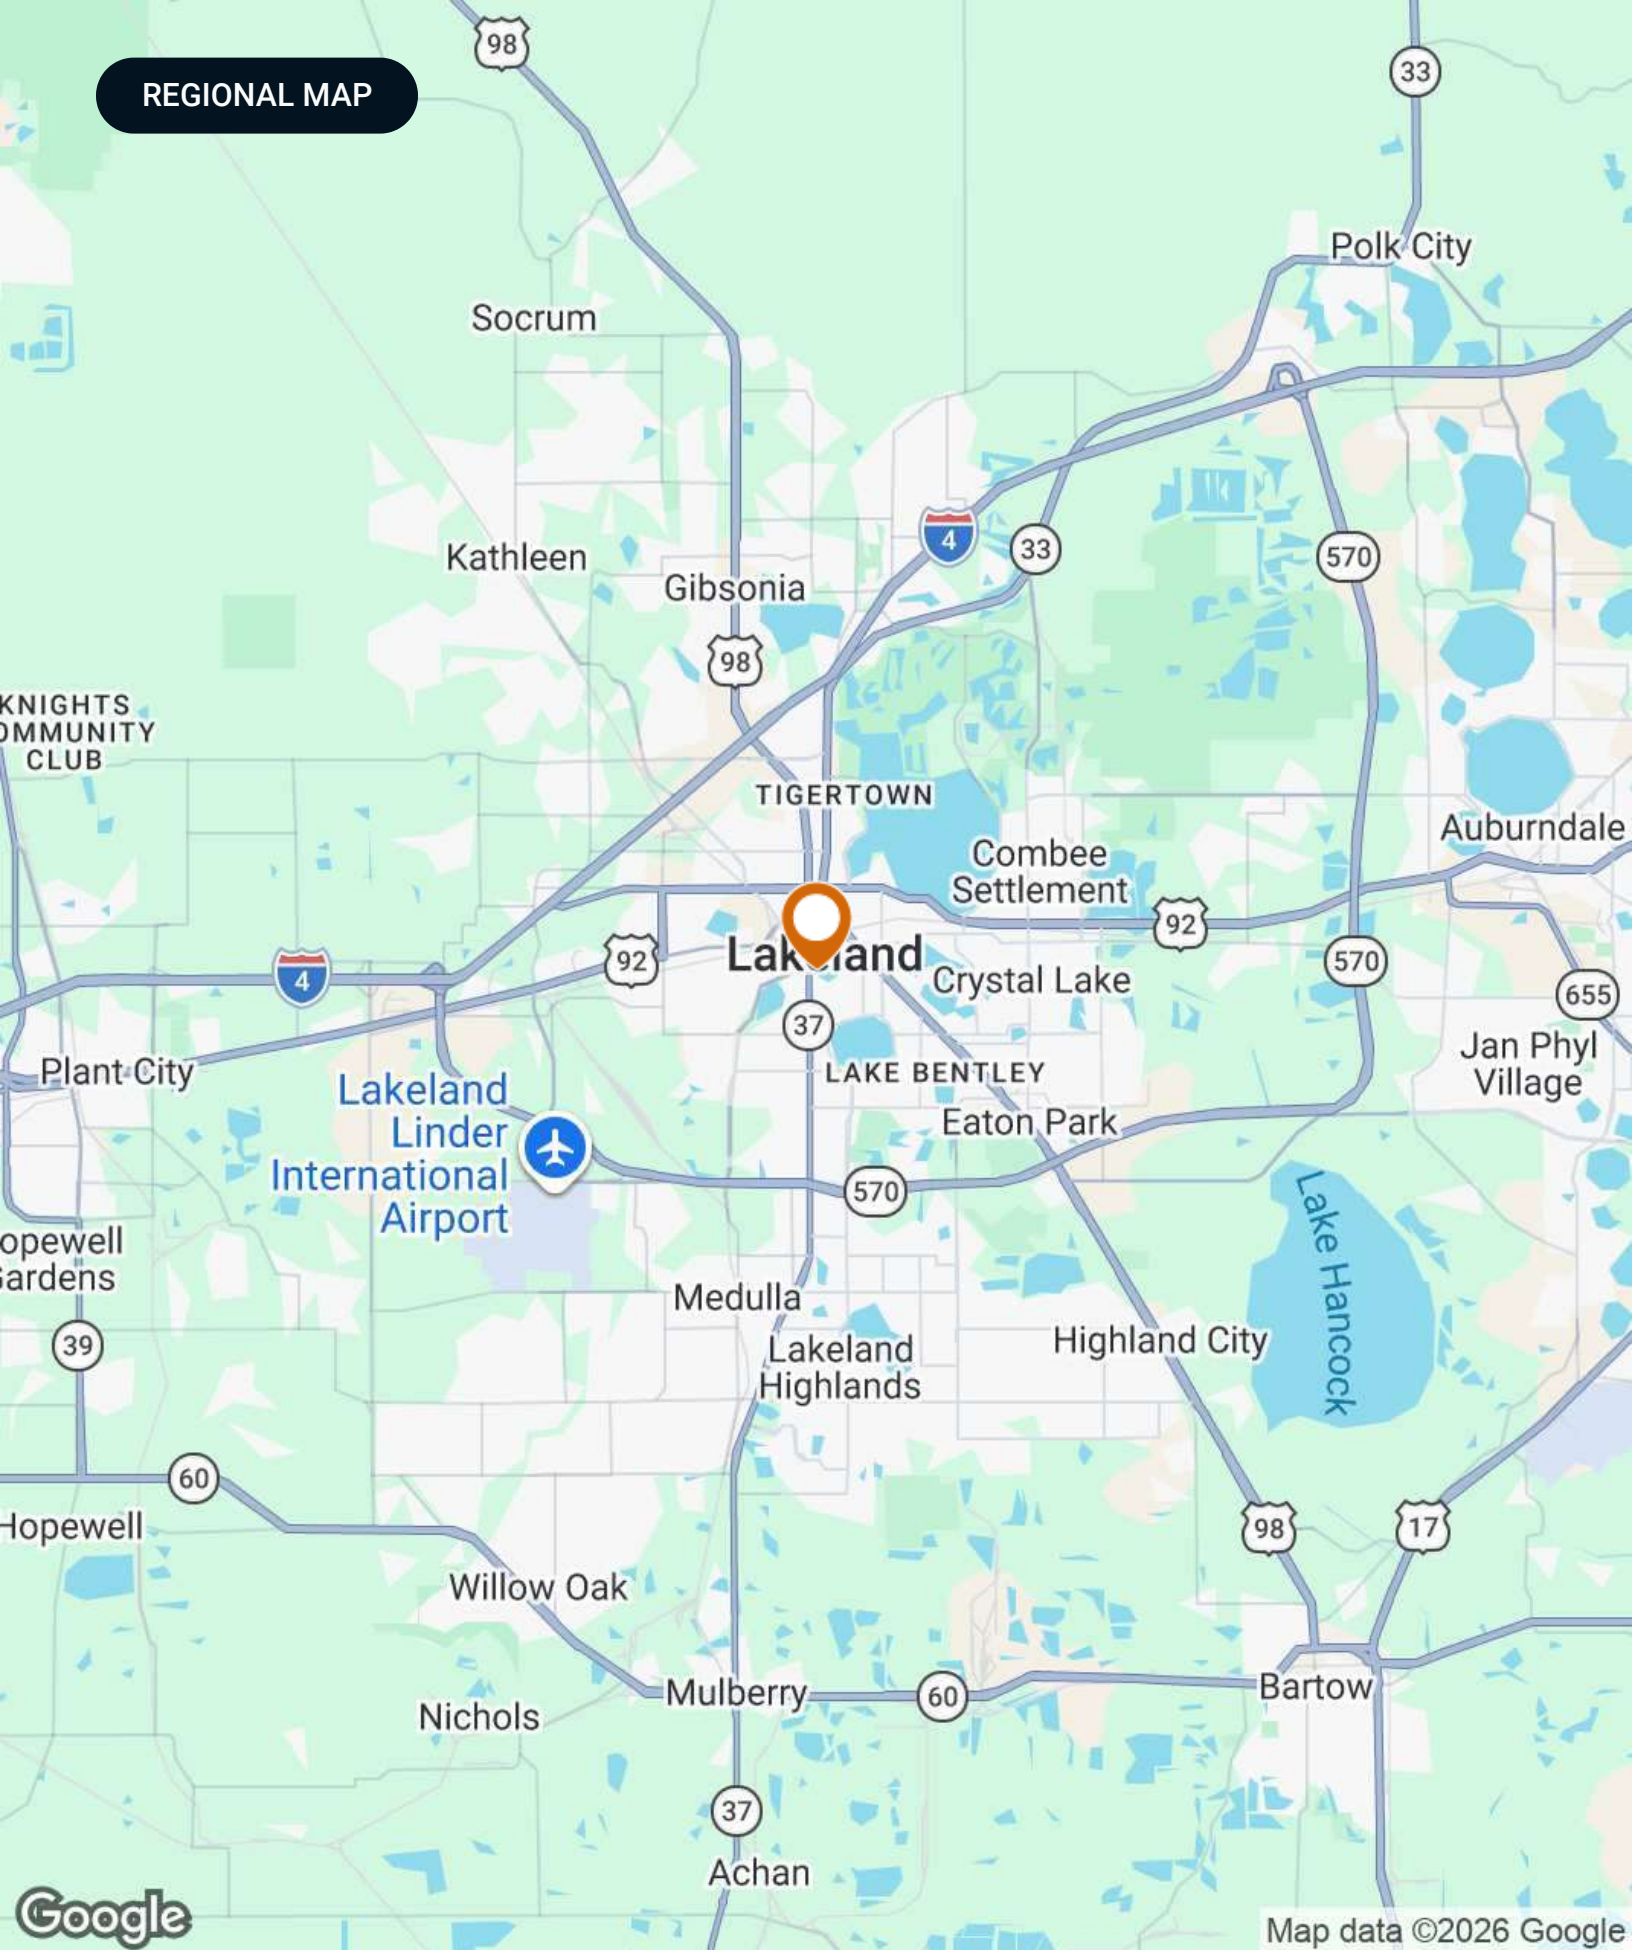 98
33
REGIONAL MAP
Polk City
Socrum
4
33
570
Kathleen
Gibsonia
98
KNIGHTS
OMMUNITY
CLUB
TIGERTOWN
Auburndale
Combee
Settlement
92
92
Lakeland
570
4
Crystal Lake
655
37
Jan Phyl
Village
Plant City
LAKE BENTLEY
Lakeland
Linder
International
Airport
Eaton Park
570
Lake Hancock
opewell
Gardens
Medulla
39
Highland City
Lakeland
Highlands
60
Hopewell
98
17
Willow Oak
Mulberry
60
Bartow
Nichols
37
Achan
Google
Map data ©2026 Google